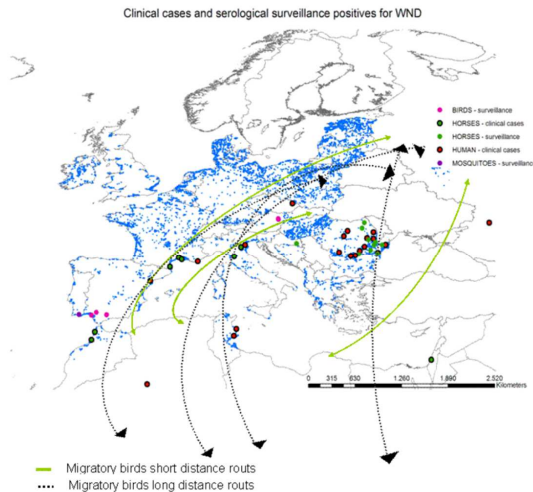 Clinical cases and serological surveillance positives for WND
BIRDS - surveillance
HORSES - clinical cases
HORSES - surveillance
HUMAN - clinical cases
MOSQUITOES - surveillanc
0 315 630 1,260 1,890 2,520
Kilometers
Migratory birds short distance routs
Migratory birds long distance routs